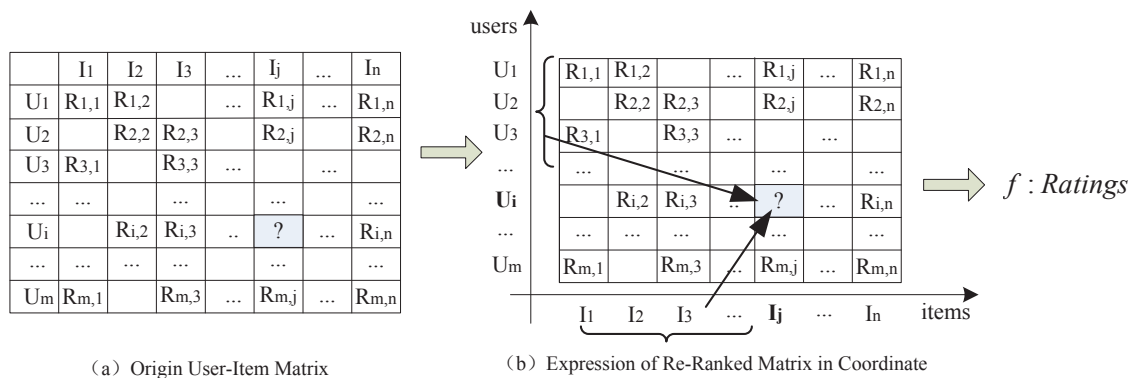 I1 I2 I3 ... Ij ... In
U1 R1,1 R1,2 ... R1,j ... R1,n
U2 R2,2 R2,3 R2,j ... R2,n
U3 R3,1 R3,3 ...
... ... ... ... ... ...
Ui Ri,2 Ri,3 .. ? ... Ri,n
... ... ... ... ... ...
Um Rm,1 Rm,3 ... Rm,j ... Rm,n
(a) Origin User-Item Matrix
users
U1 R1,1 R1,2 ... R1,j ... R1,n
U2 R2,2 R2,3 R2,j R2,n
U3 R3,1 R3,3 ... ...
... ... ... ...
Ui Ri,2 Ri,3 .. ? Ri,n
... ... ... ... ... ...
Um Rm,1 Rm,3 ... Rm,j ... Rm,n
I1 I2 I3 ... Ij ... In items
(b) Expression of Re-Ranked Matrix in Coordinate
f : Ratings